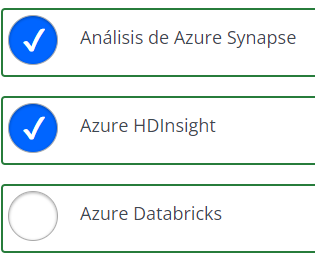 Análisis de Azure Synapse
Azure HDInsight
Azure Databricks